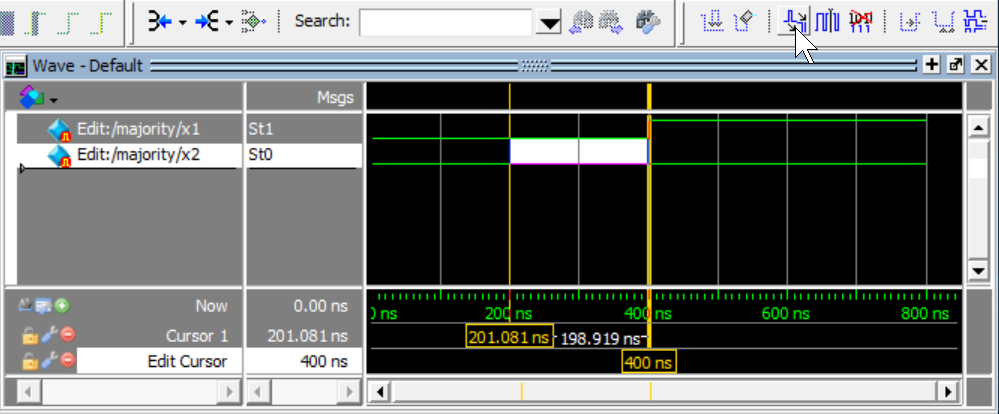 Search:
Wave - Default
Msgs
Edit:/majority/x1 St1
Edit:/majority/x2 St0
Now 0.00 ns
Cursor 1 201.081 ns
Edit Cursor 400 ns
0 ns 200 ns 400 ns 600 ns 800 ns
201.081 ns 198.919 ns
400 ns